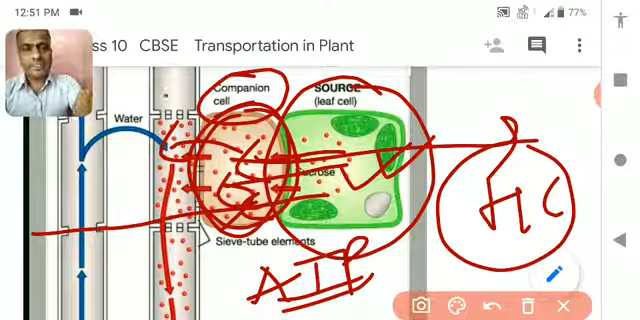 12:51 PM 77%
ss 10 CBSE Transportation in Plant
Companion
cell
SOURCE
(leaf cell)
Water
Sucrose
Sieve-tube elements
ATP